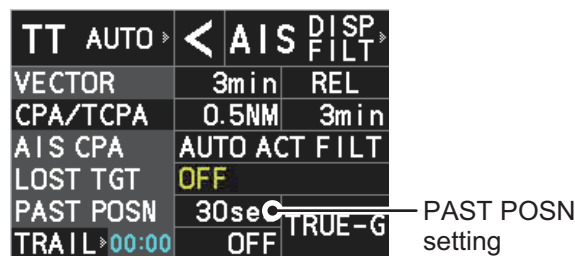 TT AUTO » < AIS DISP FILT »
VECTOR 3min REL
CPA/TCPA 0.5NM 3min
AIS CPA AUTO ACT FILT
LOST TGT OFF
PAST POSN 30sec TRUE-G
TRAIL » 00:00 OFF
PAST POSN
setting